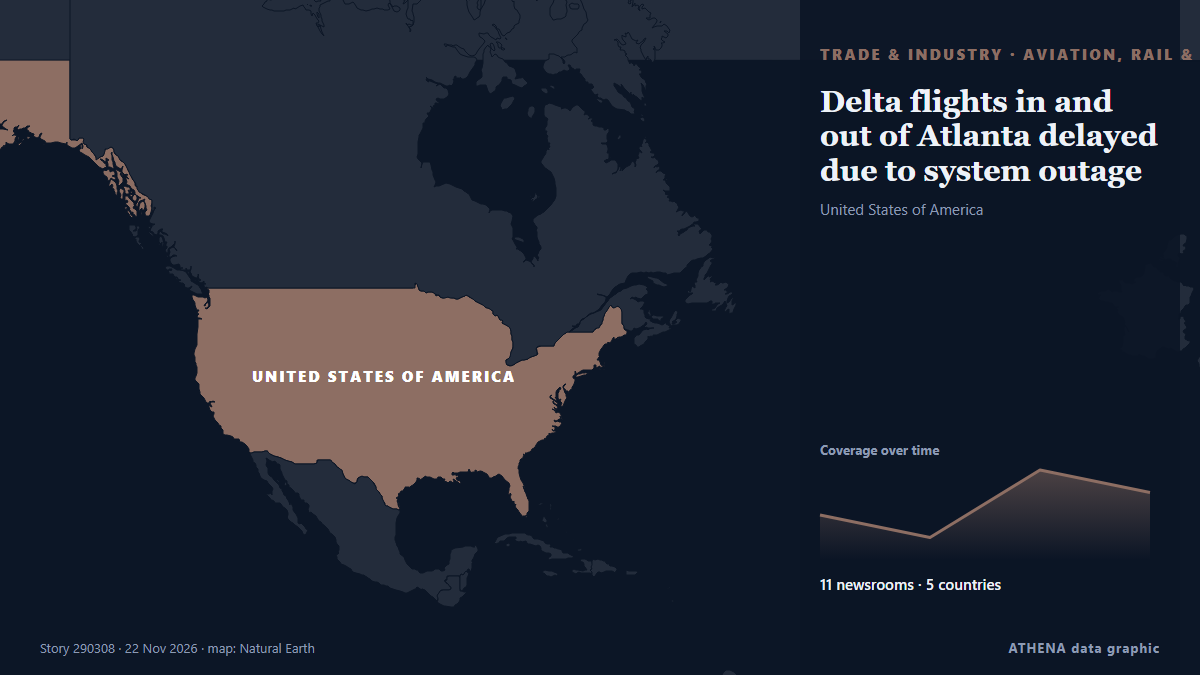 TRADE & INDUSTRY · AVIATION, RAIL &
Delta flights in and
out of Atlanta delayed
due to system outage
United States of America
UNITED STATES OF AMERICA
Coverage over time
11 newsrooms · 5 countries
Story 290308 · 22 Nov 2026 · map: Natural Earth
ATHENA data graphic